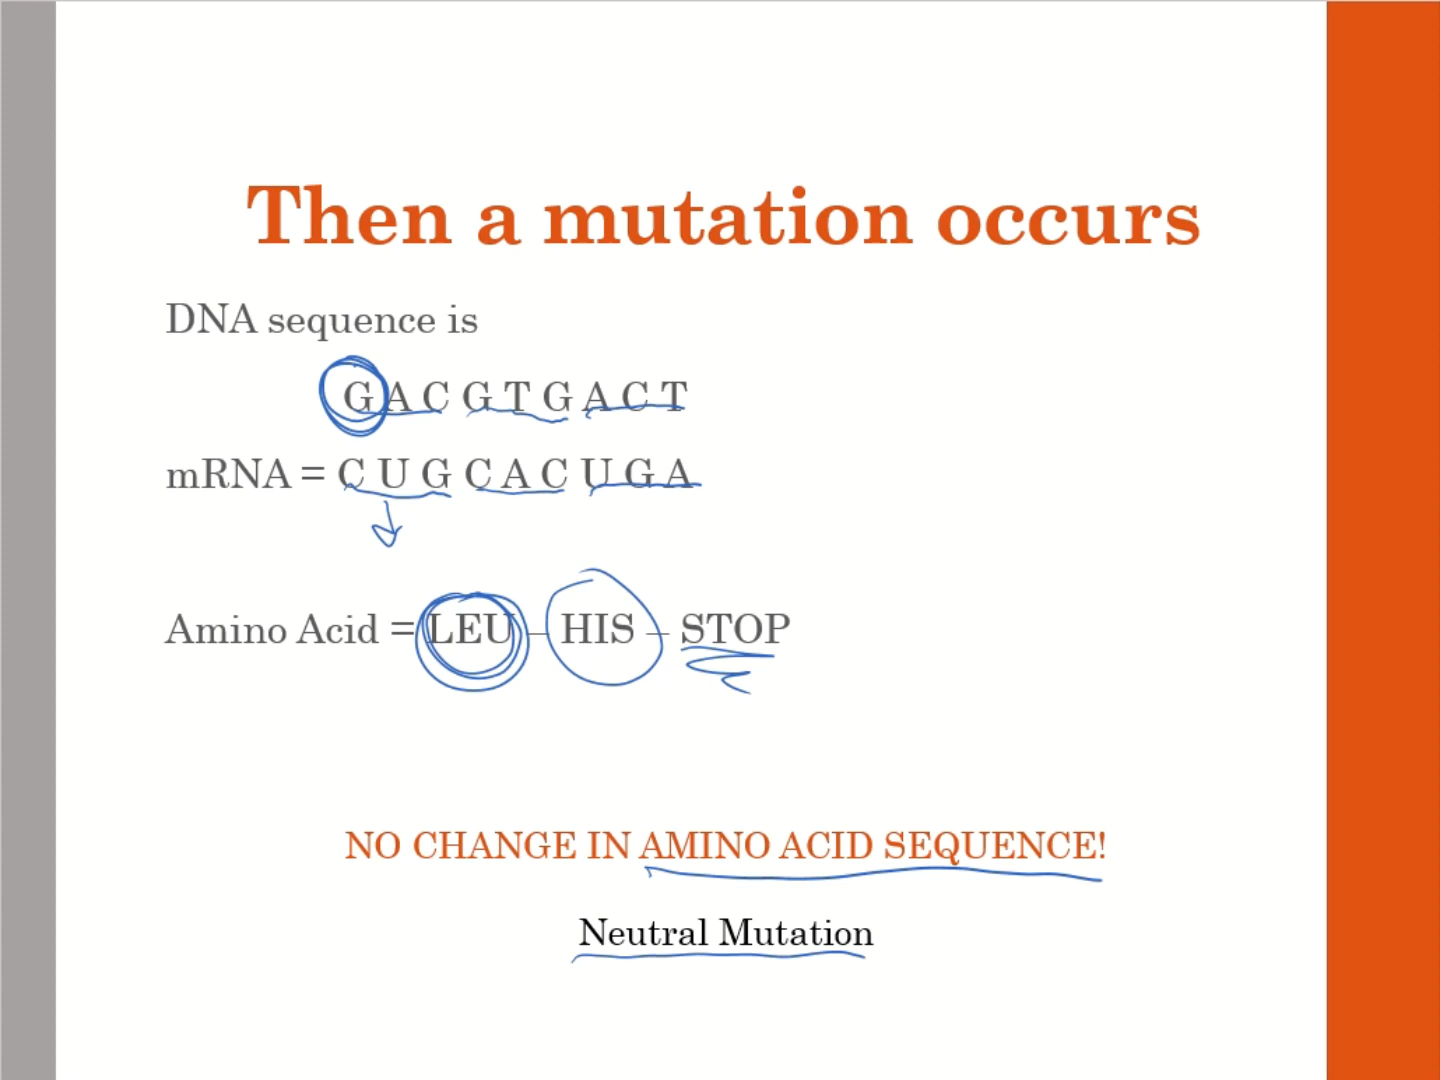 Then a mutation occurs
DNA sequence is
G A C G T G A C T
mRNA = C U G C A C U G A
Amino Acid = LEU – HIS – STOP
NO CHANGE IN AMINO ACID SEQUENCE!
Neutral Mutation